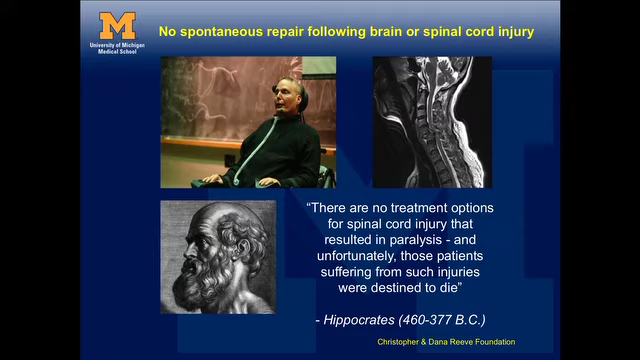 M
University of Michigan
Medical School
No spontaneous repair following brain or spinal cord injury
“There are no treatment options
for spinal cord injury that
resulted in paralysis - and
unfortunately, those patients
suffering from such injuries
were destined to die”
- Hippocrates (460-377 B.C.)
Christopher & Dana Reeve Foundation